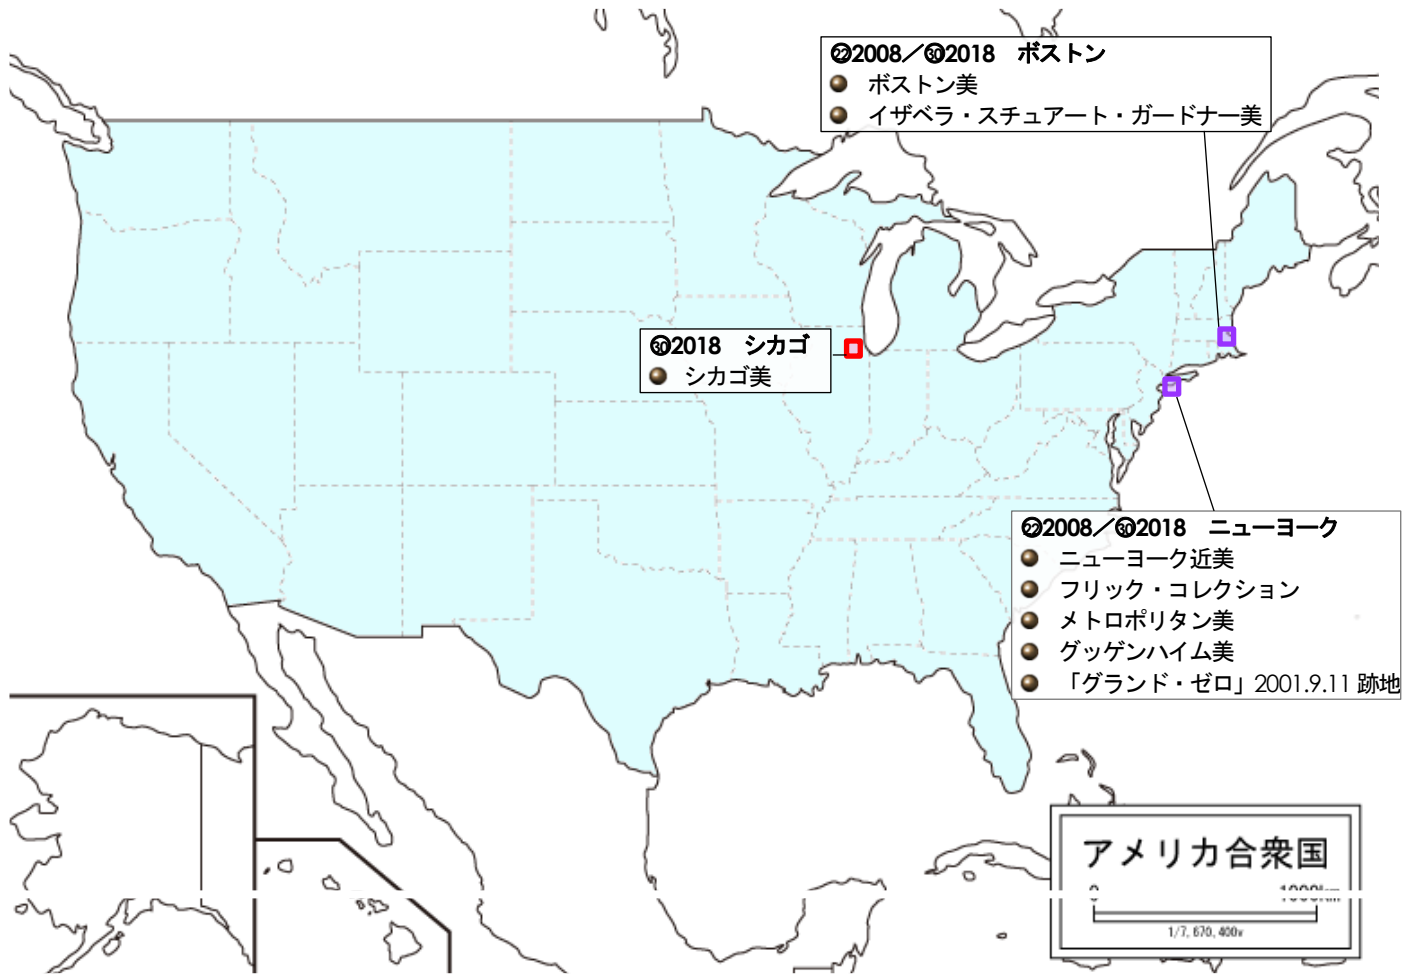 ㉒2008／㉚2018　ボストン
● ボストン美
● イザベラ・スチュアート・ガードナー美
㉚2018　シカゴ
● シカゴ美
㉒2008／㉚2018　ニューヨーク
● ニューヨーク近美
● フリック・コレクション
● メトロポリタン美
● グッゲンハイム美
● 「グランド・ゼロ」2001.9.11 跡地
アメリカ合衆国
0 1000km
1/7,670,400v